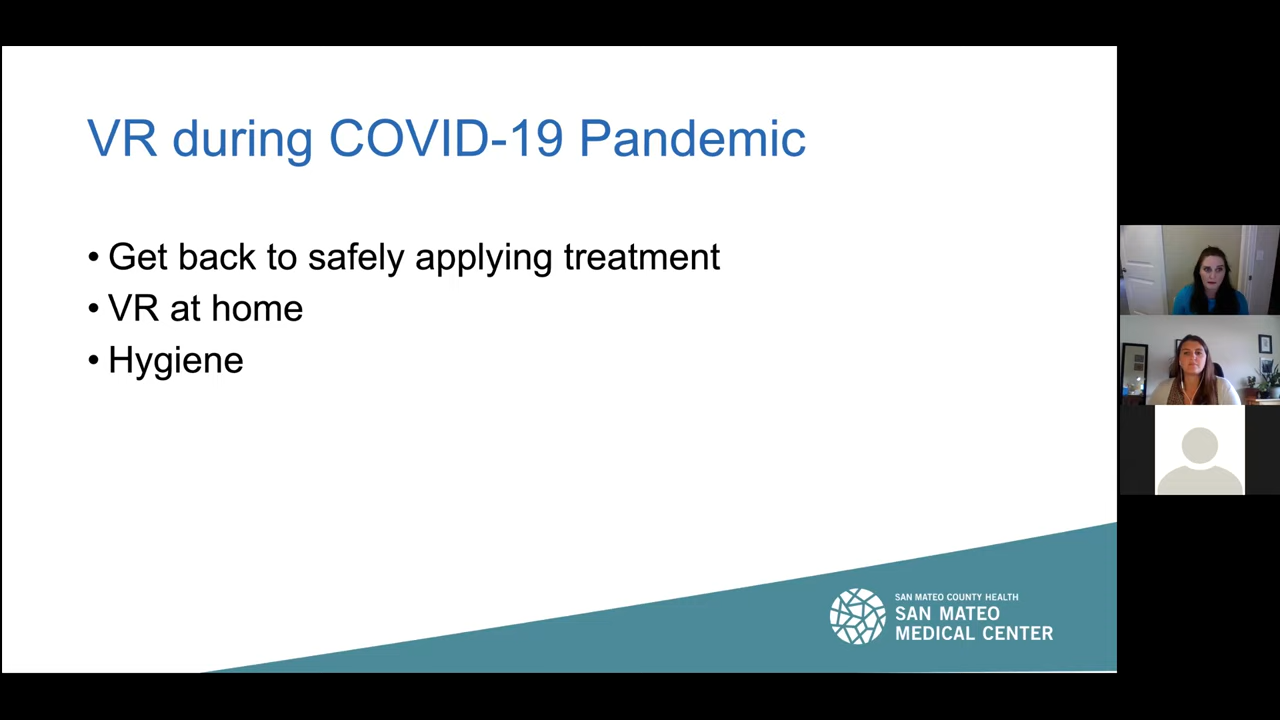 VR during COVID-19 Pandemic
• Get back to safely applying treatment
• VR at home
• Hygiene
SAN MATEO COUNTY HEALTH
SAN MATEO
MEDICAL CENTER